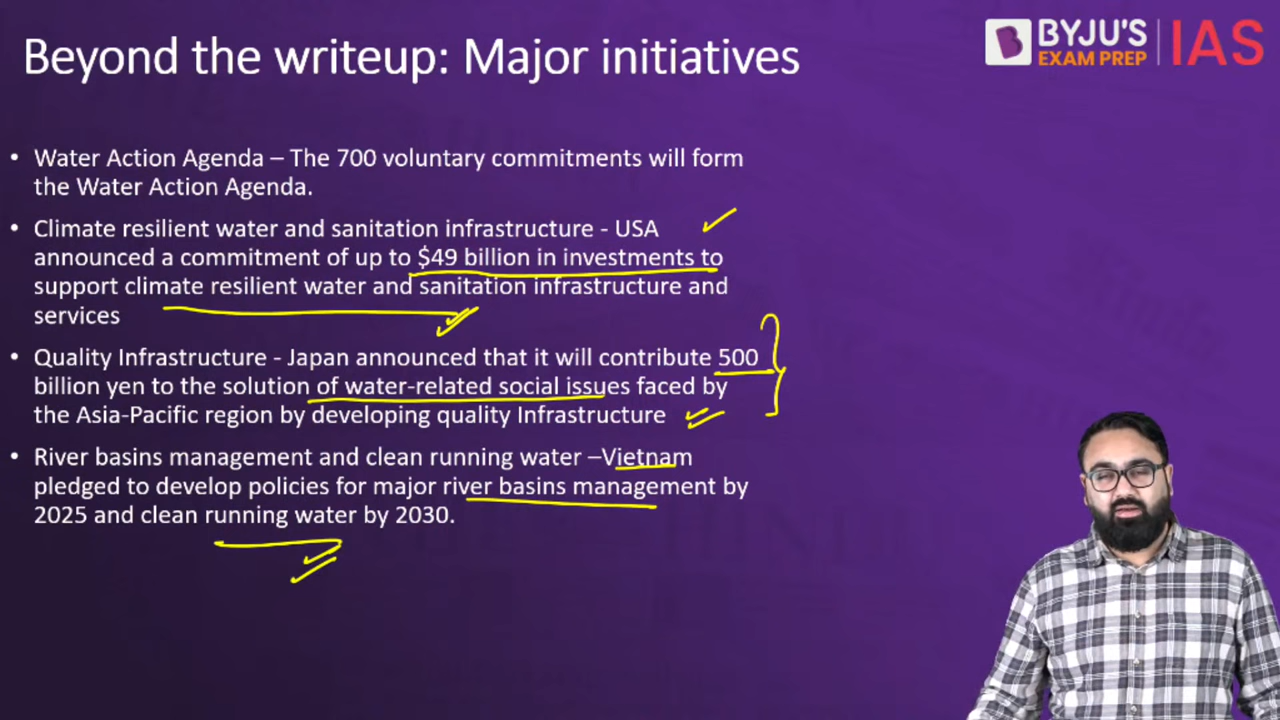 Beyond the writeup: Major initiatives
BYJU'S
EXAM PREP
IAS
• Water Action Agenda – The 700 voluntary commitments will form
the Water Action Agenda.
• Climate resilient water and sanitation infrastructure - USA
announced a commitment of up to $49 billion in investments to
support climate resilient water and sanitation infrastructure and
services
• Quality Infrastructure - Japan announced that it will contribute 500
billion yen to the solution of water-related social issues faced by
the Asia-Pacific region by developing quality Infrastructure
• River basins management and clean running water –Vietnam
pledged to develop policies for major river basins management by
2025 and clean running water by 2030.